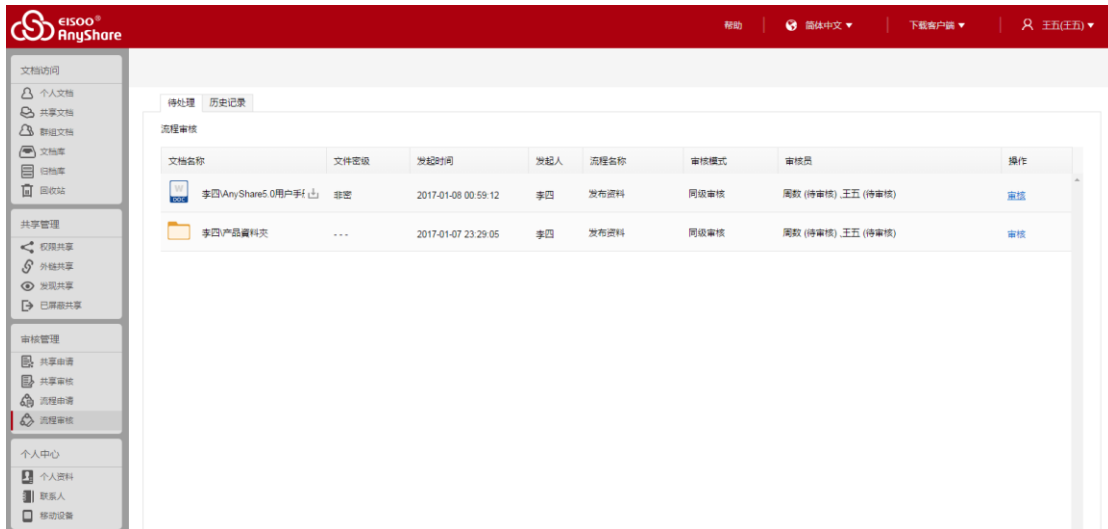 EISOO®
AnyShare
帮助
简体中文 ▼
下载客户端 ▼
王五(王五) ▼
文档访问
个人文档
共享文档
群组文档
文档库
归档库
回收站
共享管理
权限共享
外链共享
发现共享
已屏蔽共享
审核管理
共享申请
共享审核
流程申请
流程审核
个人中心
个人资料
联系人
移动设备
待处理 历史记录
流程审核
文档名称 文件密级 发起时间 发起人 流程名称 审核模式 审核员 操作
W DOC 李四\AnyShare5.0用户手 非密 2017-01-08 00:59:12 李四 发布资料 同级审核 周数 (待审核) ,王五 (待审核) 审核
李四\产品資料夹 - - - 2017-01-07 23:29:05 李四 发布资料 同级审核 周数 (待审核) ,王五 (待审核) 审核